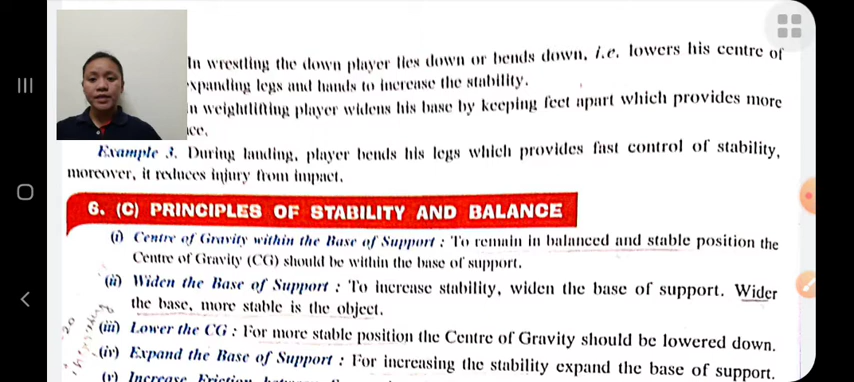 In wrestling the down player lies down or bends down, i.e. lowers his centre of
xpanding legs and hands to increase the stability.
n weightlifting player widens his base by keeping feet apart which provides more
ce.
Example 3. During landing, player bends his legs which provides fast control of stability,
moreover, it reduces injury from impact.
6. (C) PRINCIPLES OF STABILITY AND BALANCE
(i) Centre of Gravity within the Base of Support : To remain in balanced and stable position the
Centre of Gravity (CG) should be within the base of support.
(ii) Widen the Base of Support : To increase stability, widen the base of support. Wider
the base, more stable is the object.
(iii) Lower the CG : For more stable position the Centre of Gravity should be lowered down.
(iv) Expand the Base of Support : For increasing the stability expand the base of support.
(v) Increase Friction